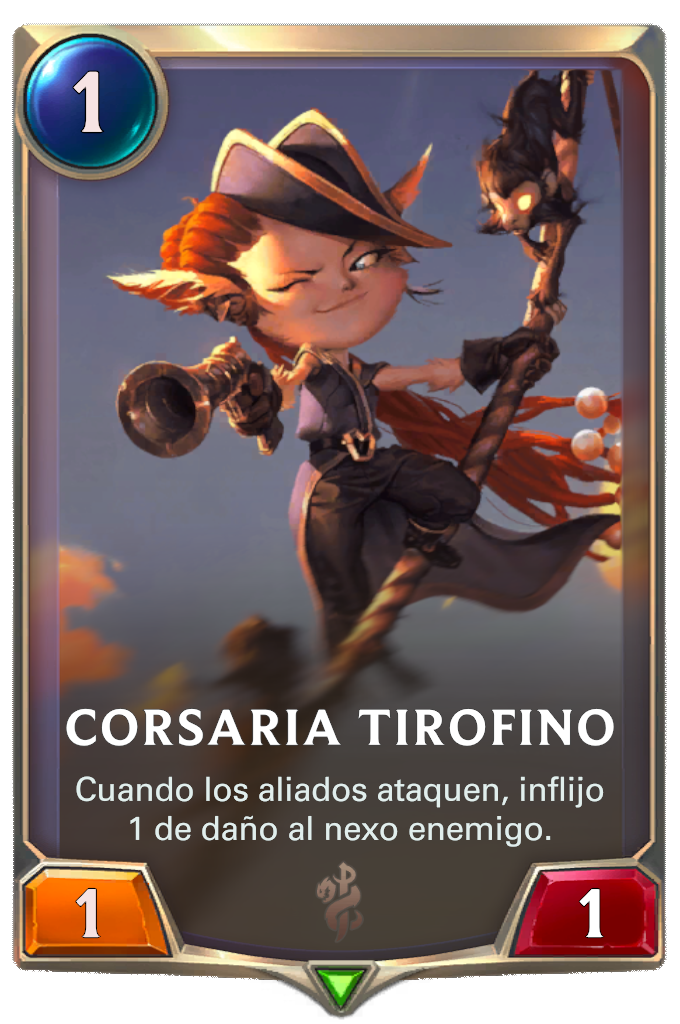 1
CORSARIA TIROFINO
Cuando los aliados ataquen, inflijo
1 de daño al nexo enemigo.
1
1